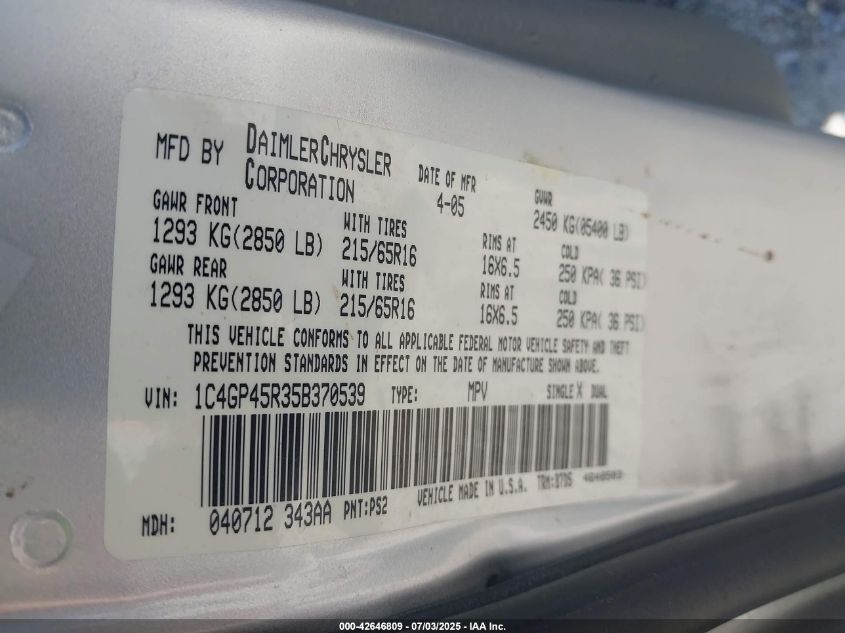 MFD BY DAIMLERCHRYSLER CORPORATION
DATE OF MFR 4-05
GVWR 2450 KG(05400 LB)
GAWR FRONT WITH TIRES RIMS AT COLD
1293 KG(2850 LB) 215/65R16 16X6.5 250 KPA( 36 PSI)
GAWR REAR WITH TIRES RIMS AT COLD
1293 KG(2850 LB) 215/65R16 16X6.5 250 KPA( 36 PSI)
THIS VEHICLE CONFORMS TO ALL APPLICABLE FEDERAL MOTOR VEHICLE SAFETY AND THEFT
PREVENTION STANDARDS IN EFFECT ON THE DATE OF MANUFACTURE SHOWN ABOVE.
VIN: 1C4GP45R35B370539 TYPE: MPV SINGLE X DUAL
MDH: 040712 343AA PNT:PS2 VEHICLE MADE IN U.S.A. TRM:37DS
000-42646809 - 07/03/2025 - IAA Inc.